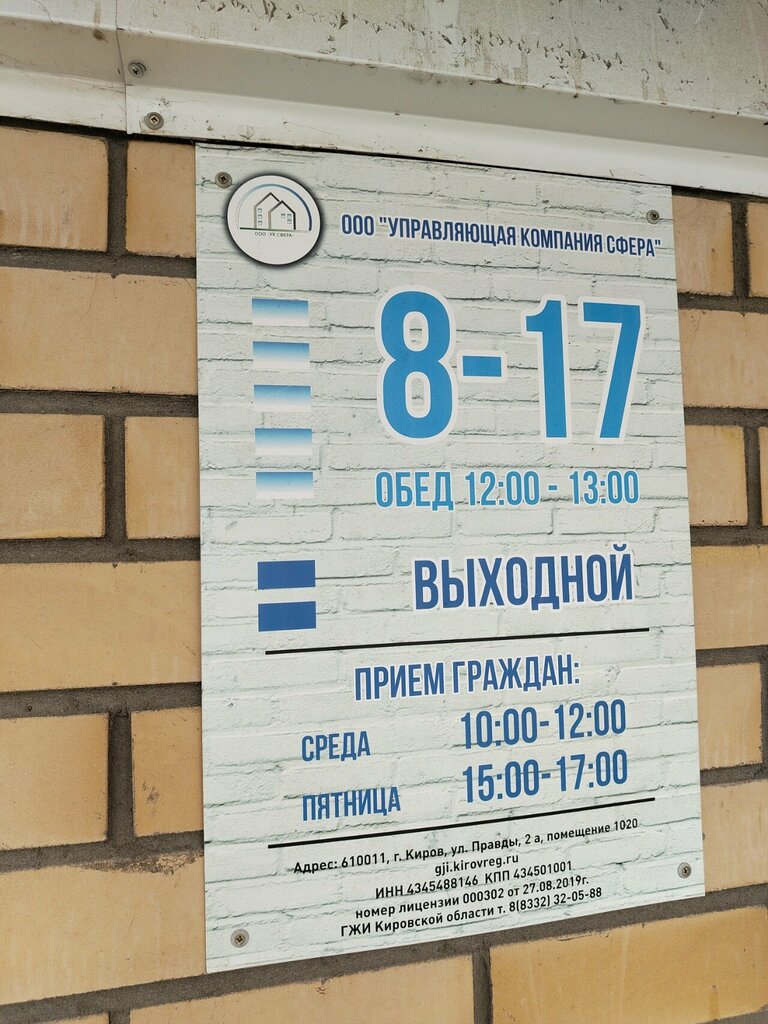 ООО "УК СФЕРА"
ООО "УПРАВЛЯЮЩАЯ КОМПАНИЯ СФЕРА"
8-17
ОБЕД 12:00 - 13:00
ВЫХОДНОЙ
ПРИЕМ ГРАЖДАН:
СРЕДА 10:00-12:00
ПЯТНИЦА 15:00-17:00
Адрес: 610011, г. Киров, ул. Правды, 2 а, помещение 1020
gji.kirovreg.ru
ИНН 4345488146 КПП 434501001
номер лицензии 000302 от 27.08.2019г.
ГЖИ Кировской области т. 8(8332) 32-05-88